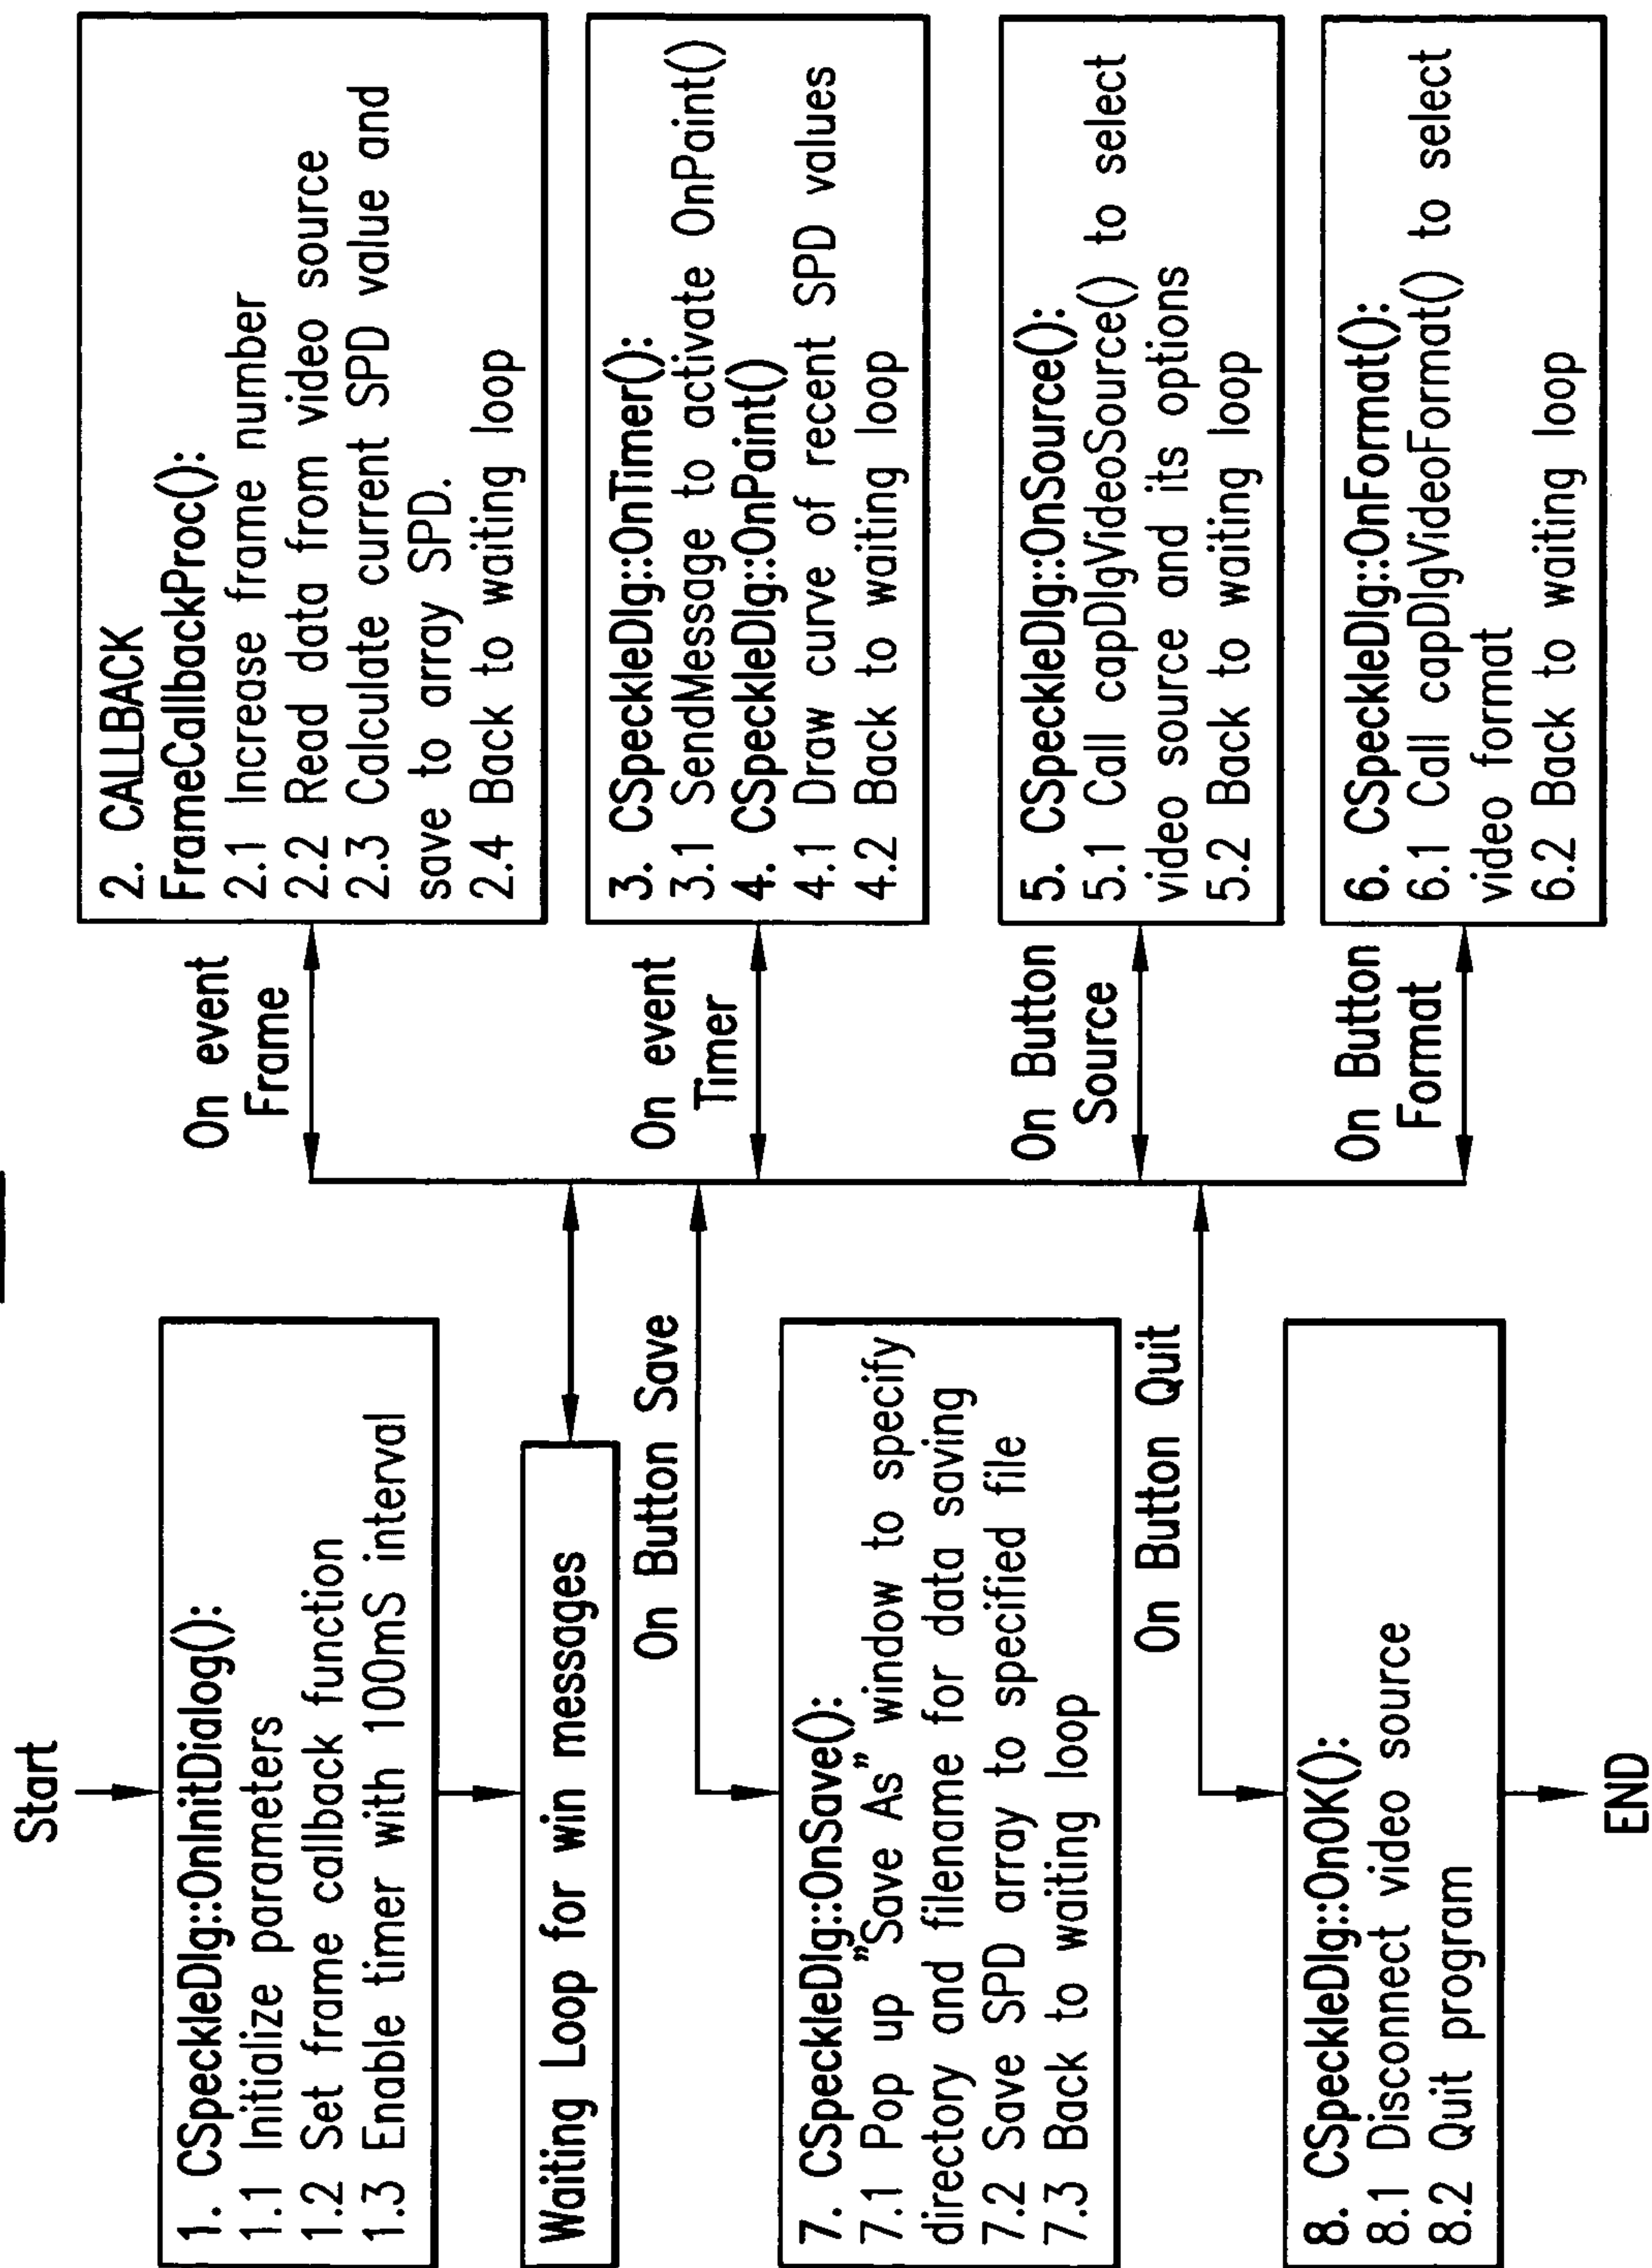 Start
1. CSpeckleDlg::OnInitDialog():
1.1 Initialize parameters
1.2 Set frame callback function
1.3 Enable timer with 100mS interval
Waiting Loop for win messages
On Button Save
7. CSpeckleDlg::OnSave():
7.1 Pop up "Save As" window to specify
directory and filename for data saving
7.2 Save SPD array to specified file
7.3 Back to waiting loop
On Button Quit
8. CSpeckleDlg::OnOK():
8.1 Disconnect video source
8.2 Quit program
END
On event
Frame
2. CALLBACK
FrameCallbackProc():
2.1 Increase frame number
2.2 Read data from video source
2.3 Calculate current SPD value and
save to array SPD.
2.4 Back to waiting loop
On event
Timer
3. CSpeckleDlg::OnTimer():
3.1 SendMessage to activate OnPaint()
4. CSpeckleDlg::OnPaint()
4.1 Draw curve of recent SPD values
4.2 Back to waiting loop
On Button
Source
5. CSpeckleDlg::OnSource():
5.1 Call capDlgVideoSource() to select
video source and its options
5.2 Back to waiting loop
On Button
Format
6. CSpeckleDlg::OnFormat():
6.1 Call capDlgVideoFormat() to select
video format
6.2 Back to waiting loop